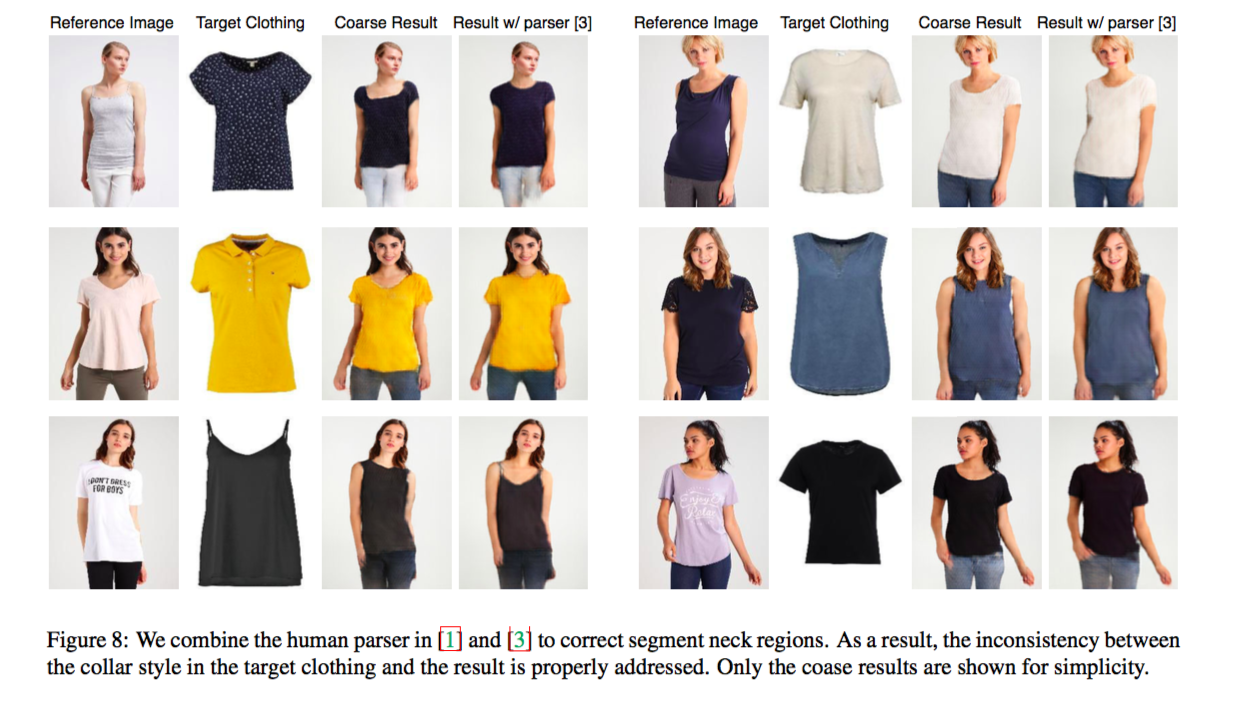 Reference Image Target Clothing Coarse Result Result w/ parser [3] Reference Image Target Clothing Coarse Result Result w/ parser [3]
I DON'T DRESS
FOR BOYS
Enjoy
Relax
Figure 8: We combine the human parser in [1] and [3] to correct segment neck regions. As a result, the inconsistency between
the collar style in the target clothing and the result is properly addressed. Only the coase results are shown for simplicity.